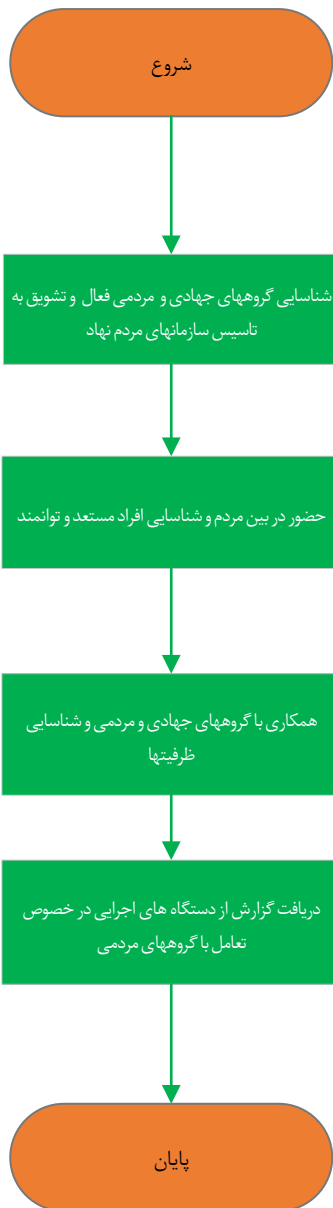 شروع
شناسایی گروههای جهادی و مردمی فعال و تشویق به
تاسیس سازمانهای مردم نهاد
حضور در بین مردم و شناسایی افراد مستعد و توانمند
همکاری با گروههای جهادی و مردمی و شناسایی
ظرفیتها
دریافت گزارش از دستگاه های اجرایی در خصوص
تعامل با گروههای مردمی
پایان